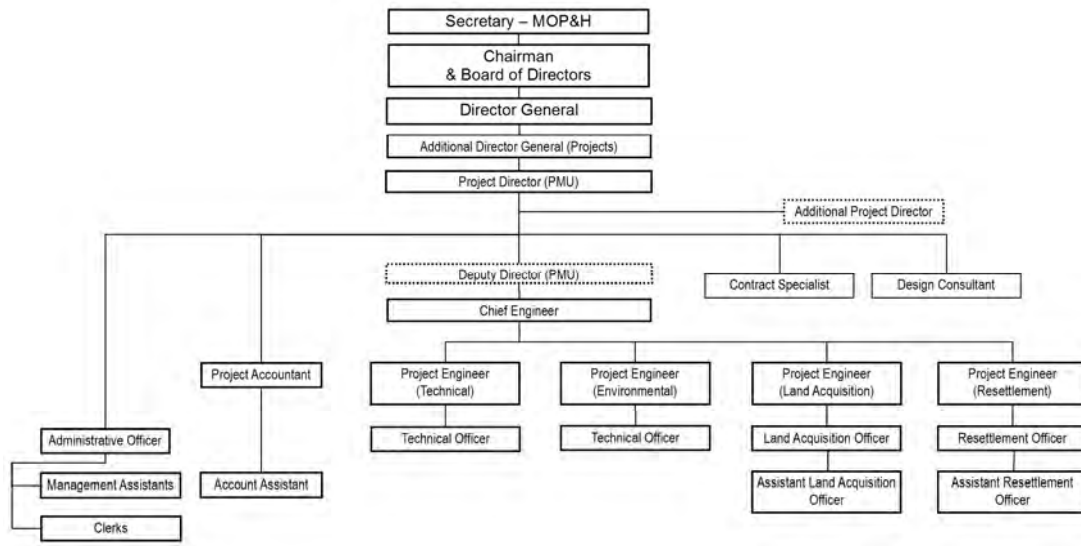 Secretary – MOP&H
Chairman
& Board of Directors
Director General
Additional Director General (Projects)
Project Director (PMU)
Additional Project Director
Deputy Director (PMU)
Contract Specialist
Design Consultant
Chief Engineer
Project Accountant
Project Engineer
(Technical)
Project Engineer
(Environmental)
Project Engineer
(Land Acquisition)
Project Engineer
(Resettlement)
Administrative Officer
Technical Officer
Technical Officer
Land Acquisition Officer
Resettlement Officer
Management Assistants
Account Assistant
Assistant Land Acquisition
Officer
Assistant Resettlement
Officer
Clerks